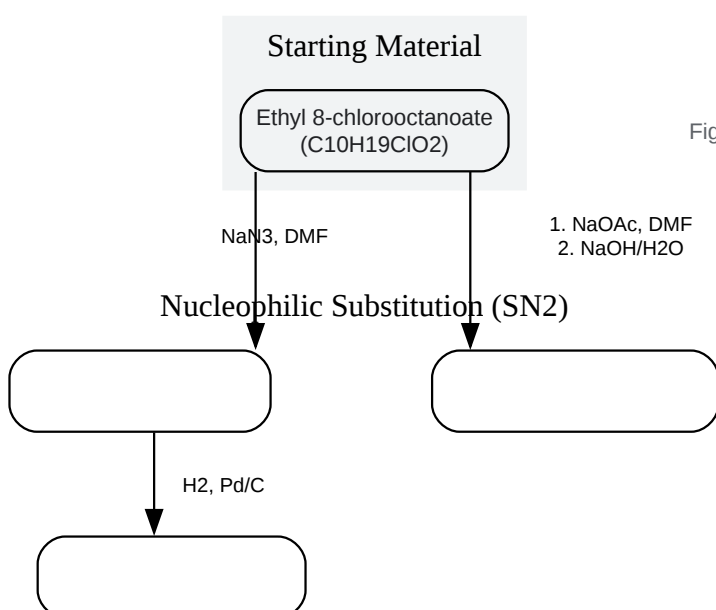 Starting Material
Ethyl 8-chlorooctanoate
(C10H19ClO2)
Fig
NaN3, DMF
1. NaOAc, DMF
2. NaOH/H2O
Nucleophilic Substitution (SN2)
H2, Pd/C